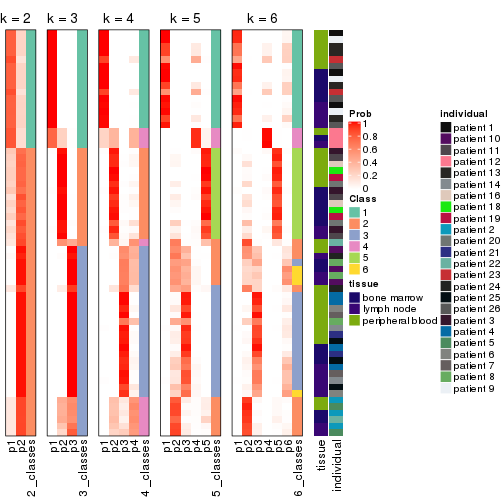 k = 2
k = 3
k = 4
k = 5
k = 6
p1
p2
2_classes
p1
p2
p3
3_classes
p1
p2
p3
p4
4_classes
p1
p2
p3
p4
p5
5_classes
p1
p2
p3
p4
p5
p6
6_classes
tissue
individual
Prob
1
0.8
0.6
0.4
0.2
0
Class
1
2
3
4
5
6
tissue
bone marrow
lymph node
peripheral blood
Individual
patient 1
patient 10
patient 11
patient 12
patient 13
patient 14
patient 16
patient 18
patient 19
patient 2
patient 20
patient 21
patient 22
patient 23
patient 24
patient 25
patient 26
patient 3
patient 4
patient 5
patient 6
patient 7
patient 8
patient 9